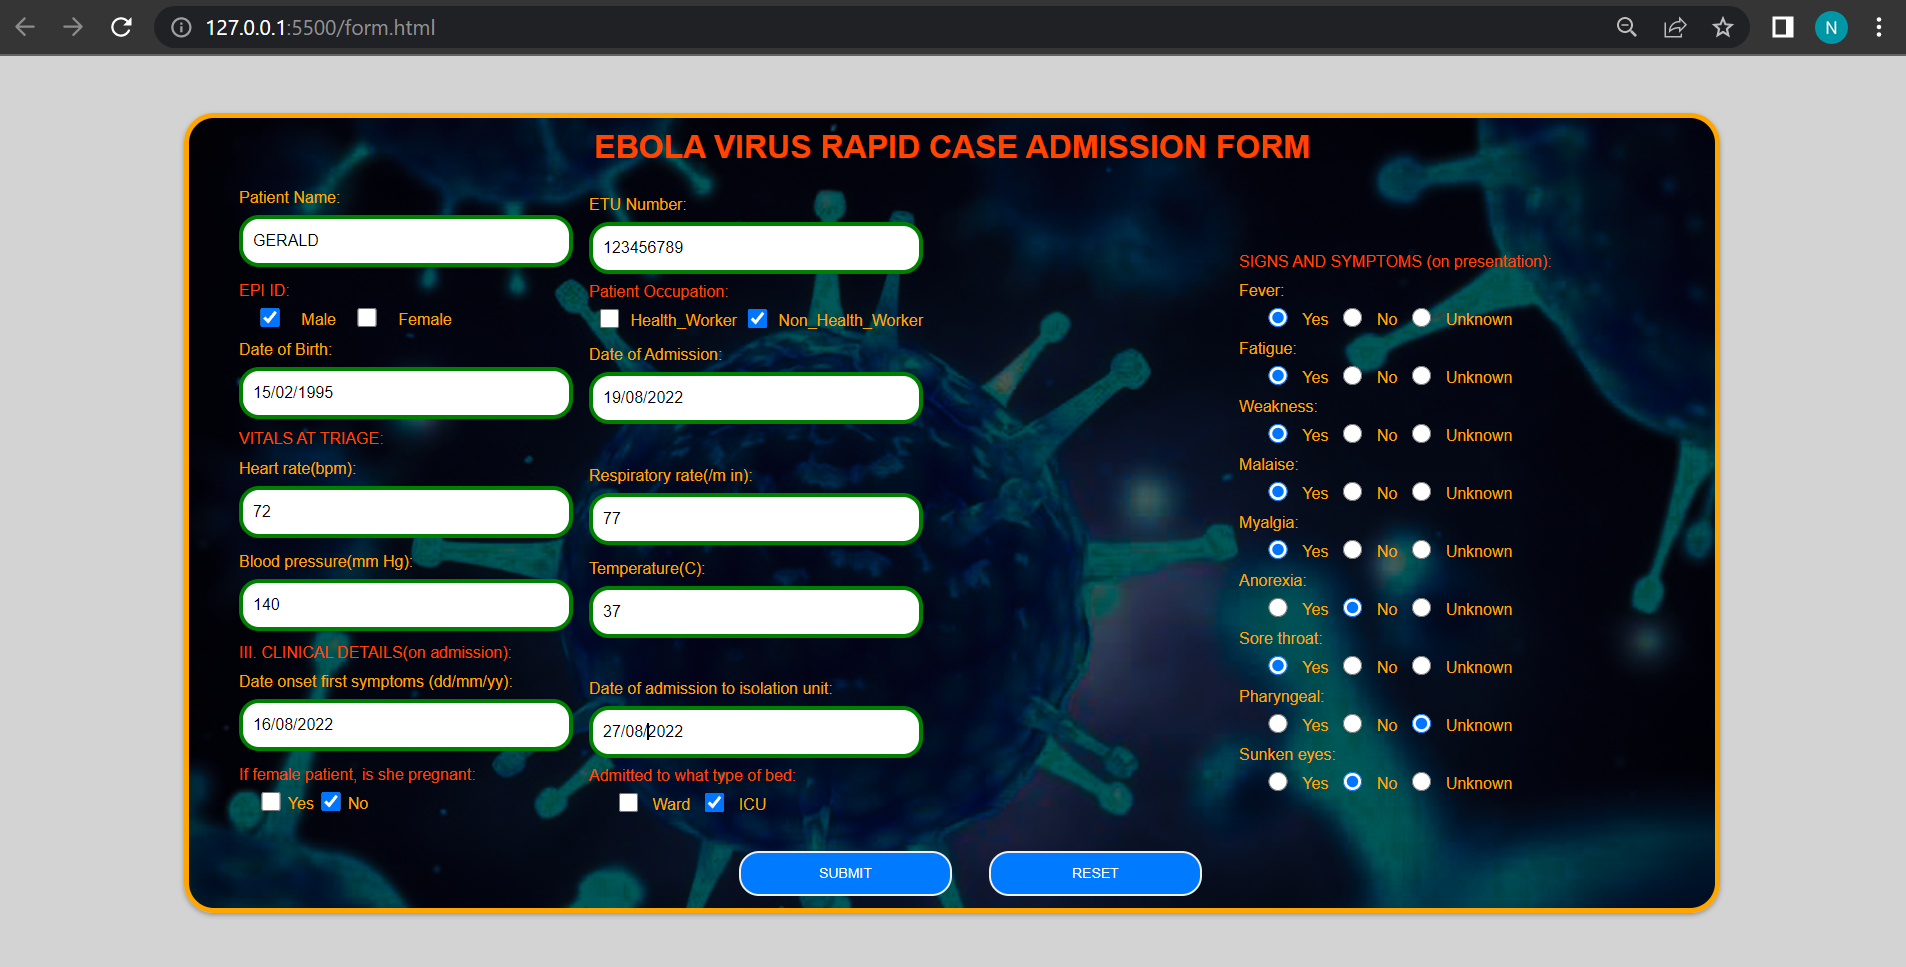 127.0.0.1:5500/form.html
N
EBOLA VIRUS RAPID CASE ADMISSION FORM
Patient Name:
GERALD
EPI ID:
Male Female
Date of Birth:
15/02/1995
VITALS AT TRIAGE:
Heart rate(bpm):
72
Blood pressure(mm Hg):
140
III. CLINICAL DETAILS(on admission):
Date onset first symptoms (dd/mm/yy):
16/08/2022
If female patient, is she pregnant:
Yes No
ETU Number:
123456789
Patient Occupation:
Health_Worker Non_Health_Worker
Date of Admission:
19/08/2022
Respiratory rate(/m in):
77
Temperature(C):
37
Date of admission to isolation unit:
27/08/2022
Admitted to what type of bed:
Ward ICU
SIGNS AND SYMPTOMS (on presentation):
Fever:
Yes No Unknown
Fatigue:
Yes No Unknown
Weakness:
Yes No Unknown
Malaise:
Yes No Unknown
Myalgia:
Yes No Unknown
Anorexia:
Yes No Unknown
Sore throat:
Yes No Unknown
Pharyngeal:
Yes No Unknown
Sunken eyes:
Yes No Unknown
SUBMIT RESET